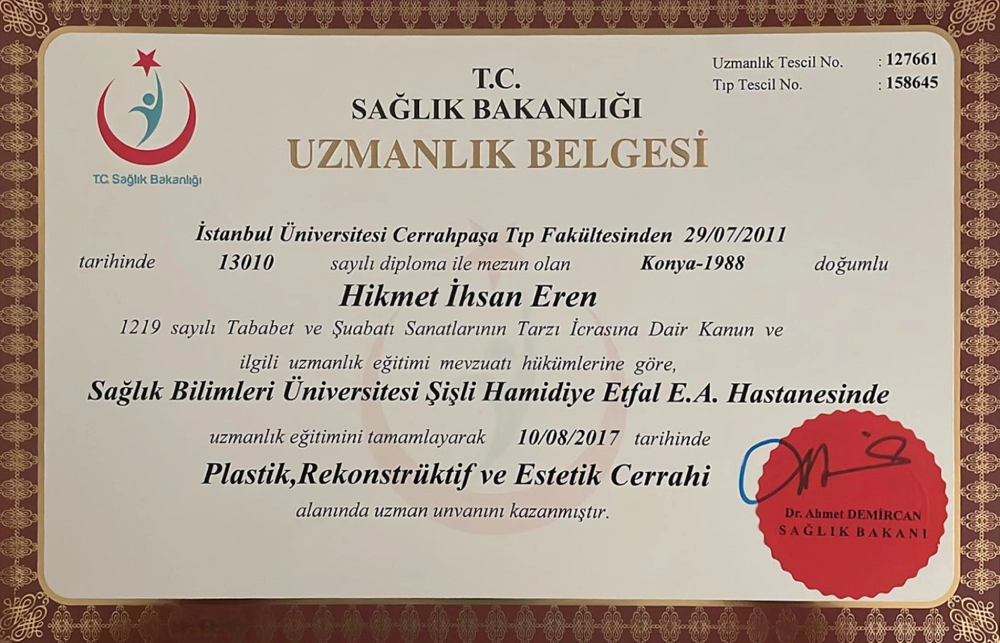 Uzmanlık Tescil No. : 127661
Tıp Tescil No. : 158645
T.C.
SAĞLIK BAKANLIĞI
UZMANLIK BELGESİ
T.C. Sağlık Bakanlığı
İstanbul Üniversitesi Cerrahpaşa Tıp Fakültesinden 29/07/2011
tarihinde 13010 sayılı diploma ile mezun olan Konya-1988 doğumlu
Hikmet İhsan Eren
1219 sayılı Tababet ve Şuabatı Sanatlarının Tarzı İcrasına Dair Kanun ve
ilgili uzmanlık eğitimi mevzuatı hükümlerine göre,
Sağlık Bilimleri Üniversitesi Şişli Hamidiye Etfal E.A. Hastanesinde
uzmanlık eğitimini tamamlayarak 10/08/2017 tarihinde
Plastik,Rekonstrüktif ve Estetik Cerrahi
alanında uzman unvanını kazanmıştır.
Dr. Ahmet DEMİRCAN
SAĞLIK BAKANI